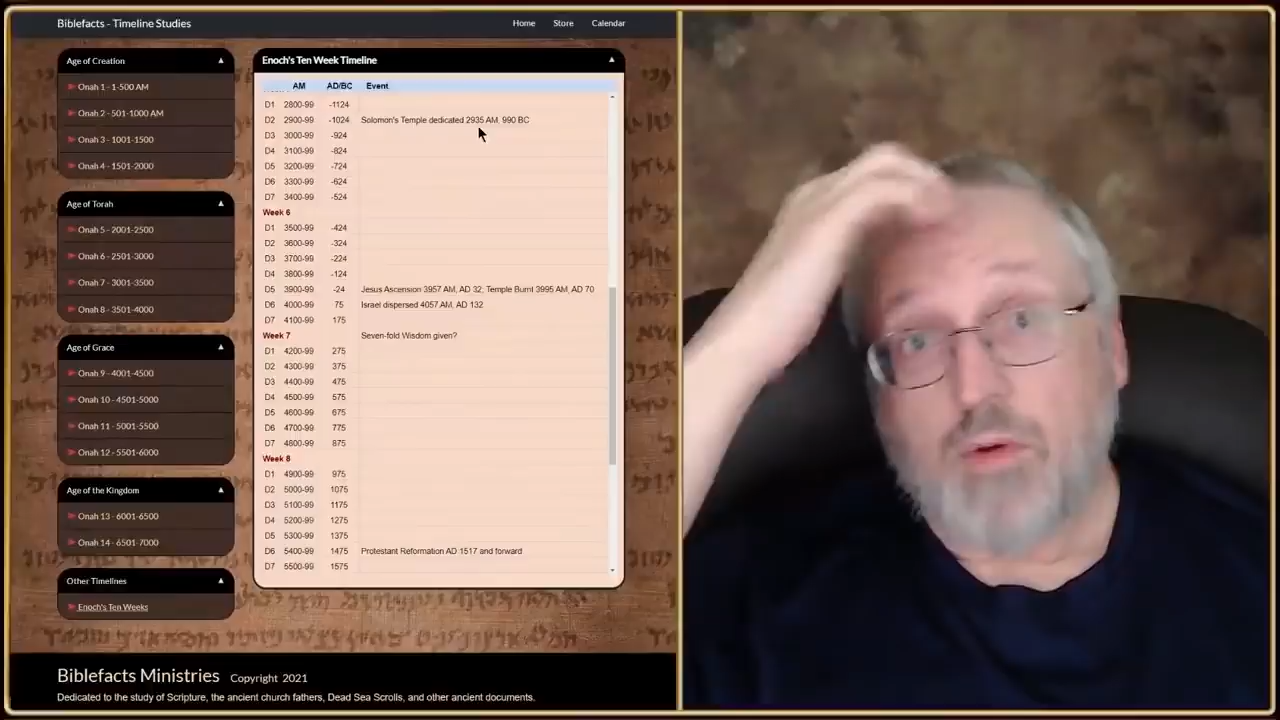 Biblefacts - Timeline Studies
Home Store Calendar
Age of Creation
Onah 1 - 1-500 AM
Onah 2 - 501-1000 AM
Onah 3 - 1001-1500
Onah 4 - 1501-2000
Age of Torah
Onah 5 - 2001-2500
Onah 6 - 2501-3000
Onah 7 - 3001-3500
Onah 8 - 3501-4000
Age of Grace
Onah 9 - 4001-4500
Onah 10 - 4501-5000
Onah 11 - 5001-5500
Onah 12 - 5501-6000
Age of the Kingdom
Onah 13 - 6001-6500
Onah 14 - 6501-7000
Other Timelines
Enoch's Ten Weeks
Enoch's Ten Week Timeline
AM AD/BC Event
D1 2800-99 -1124
D2 2900-99 -1024 Solomon's Temple dedicated 2935 AM, 990 BC
D3 3000-99 -924
D4 3100-99 -824
D5 3200-99 -724
D6 3300-99 -624
D7 3400-99 -524
Week 6
D1 3500-99 -424
D2 3600-99 -324
D3 3700-99 -224
D4 3800-99 -124
D5 3900-99 -24 Jesus Ascension 3957 AM, AD 32; Temple Burnt 3995 AM, AD 70
D6 4000-99 75 Israel dispersed 4057 AM, AD 132
D7 4100-99 175
Week 7 Seven-fold Wisdom given?
D1 4200-99 275
D2 4300-99 375
D3 4400-99 475
D4 4500-99 575
D5 4600-99 675
D6 4700-99 775
D7 4800-99 875
Week 8
D1 4900-99 975
D2 5000-99 1075
D3 5100-99 1175
D4 5200-99 1275
D5 5300-99 1375
D6 5400-99 1475 Protestant Reformation AD 1517 and forward
D7 5500-99 1575
Biblefacts Ministries Copyright 2021
Dedicated to the study of Scripture, the ancient church fathers, Dead Sea Scrolls, and other ancient documents.